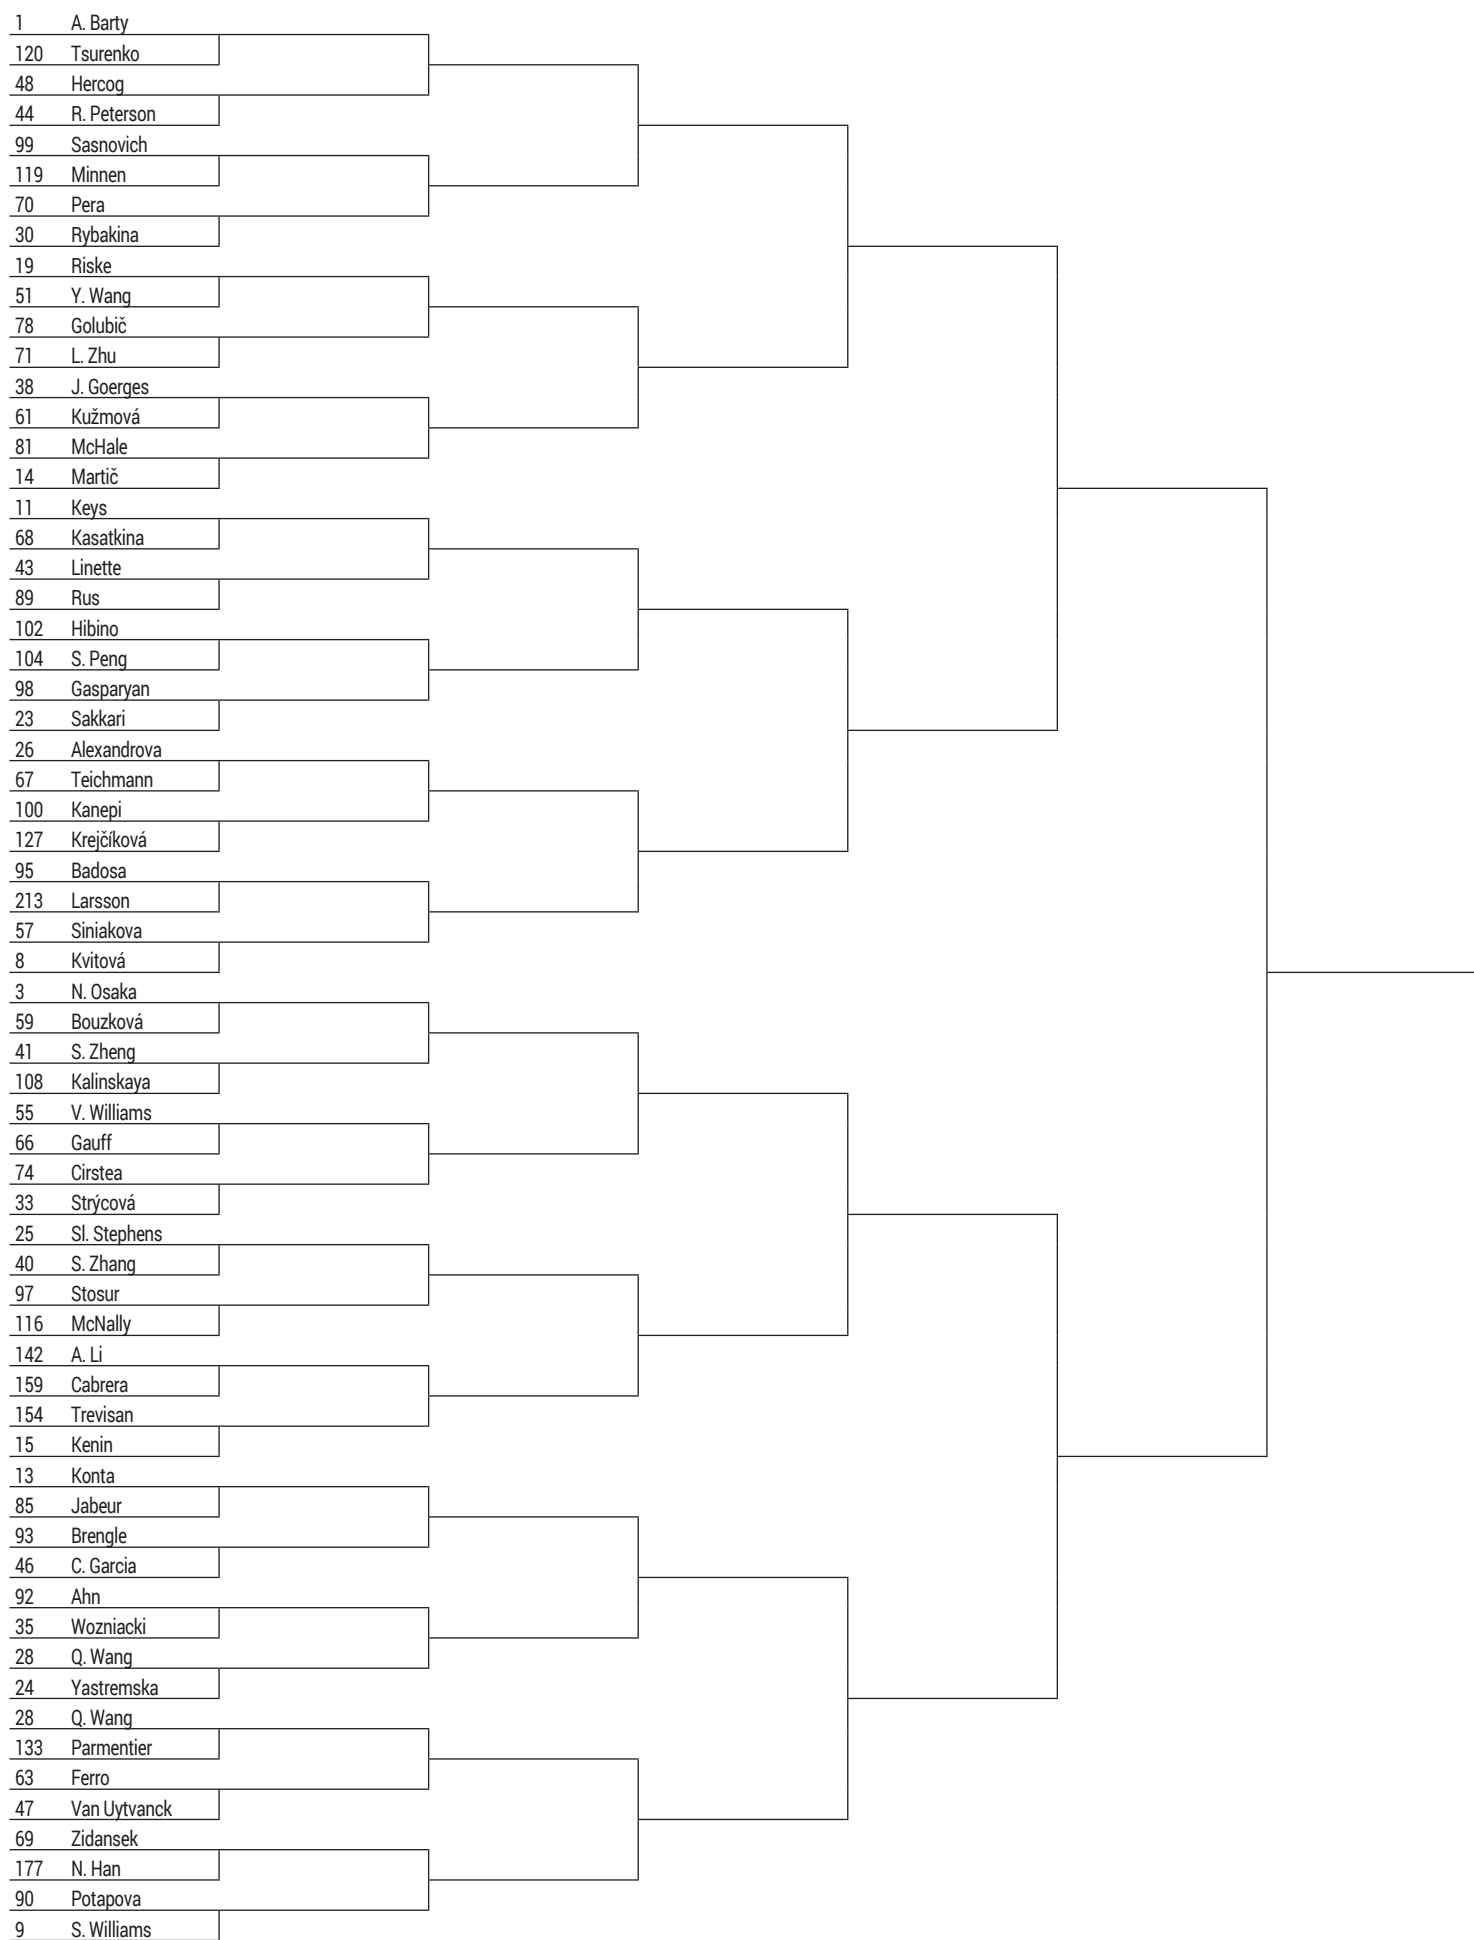 1 A. Barty
120 Tsurenko
48 Hercog
44 R. Peterson
99 Sasnovich
119 Minnen
70 Pera
30 Rybakina
19 Riske
51 Y. Wang
78 Golubič
71 L. Zhu
38 J. Goerges
61 Kužmová
81 McHale
14 Martič
11 Keys
68 Kasatkina
43 Linette
89 Rus
102 Hibino
104 S. Peng
98 Gasparyan
23 Sakkari
26 Alexandrova
67 Teichmann
100 Kanepi
127 Krejčíková
95 Badosa
213 Larsson
57 Siniakova
8 Kvitová
3 N. Osaka
59 Bouzková
41 S. Zheng
108 Kalinskaya
55 V. Williams
66 Gauff
74 Cirstea
33 Strýcová
25 Sl. Stephens
40 S. Zhang
97 Stosur
116 McNally
142 A. Li
159 Cabrera
154 Trevisan
15 Kenin
13 Konta
85 Jabeur
93 Brengle
46 C. Garcia
92 Ahn
35 Wozniacki
28 Q. Wang
24 Yastremska
28 Q. Wang
133 Parmentier
63 Ferro
47 Van Uytvanck
69 Zidansek
177 N. Han
90 Potapova
9 S. Williams